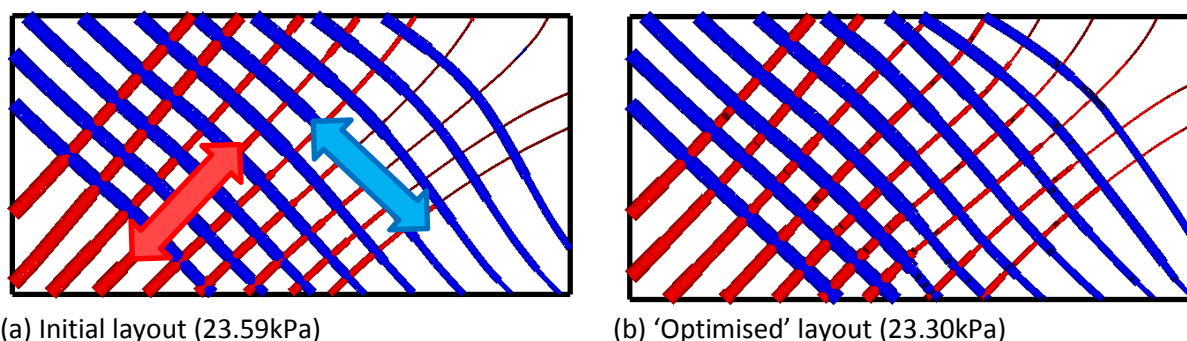 (a) Initial layout (23.59kPa)
(b) ‘Optimised’ layout (23.30kPa)